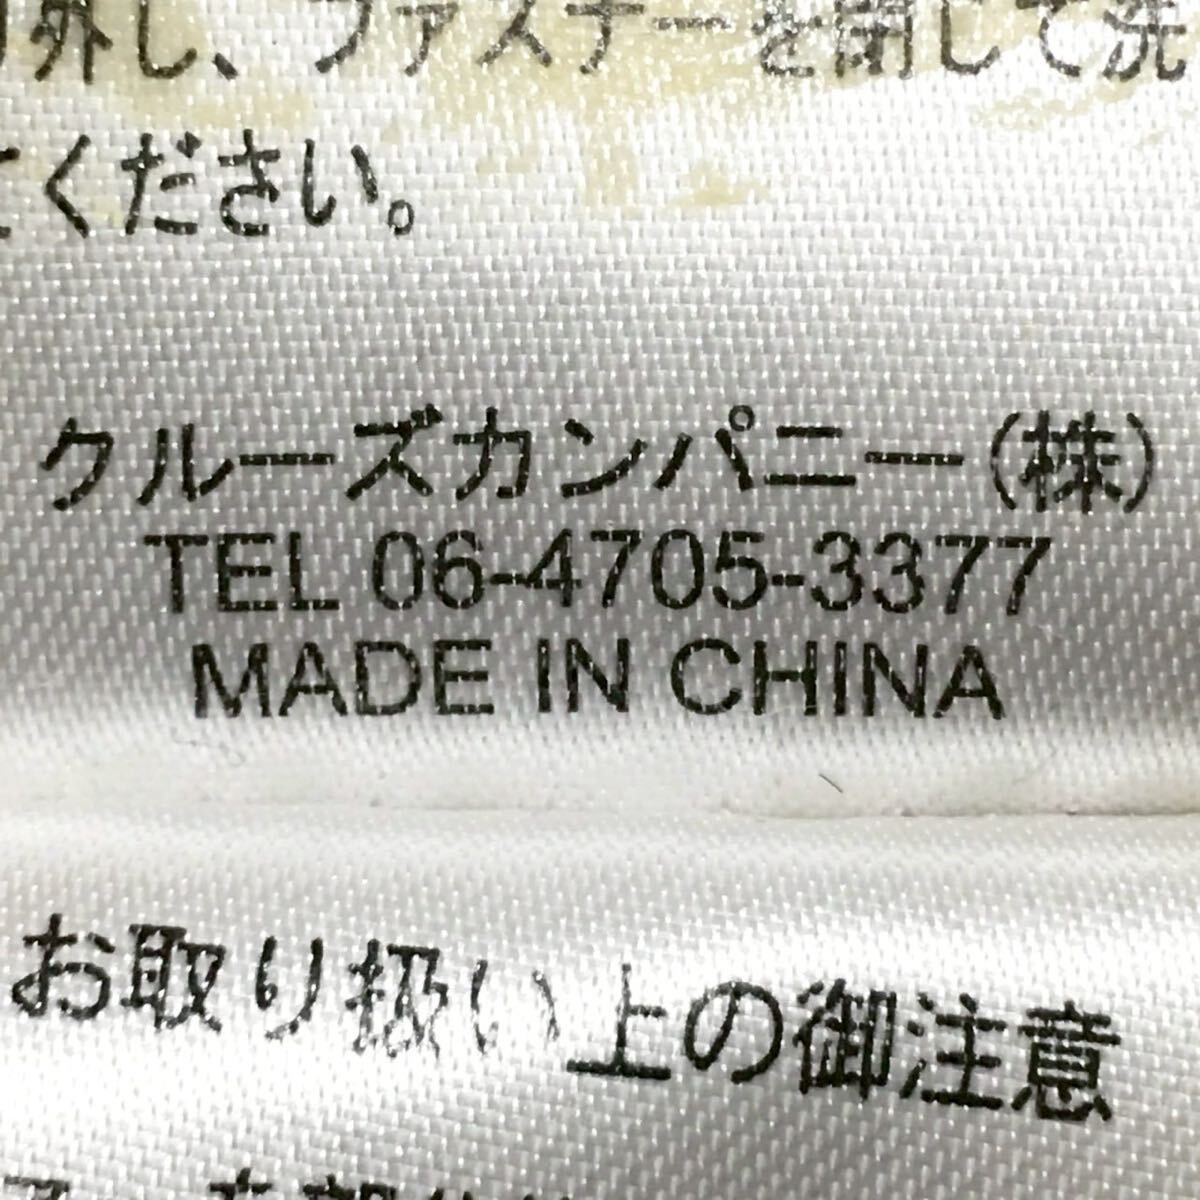 外し、ファスナーを閉じて洗
てください。
クルーズカンパニー(株)
TEL 06-4705-3377
MADE IN CHINA
お取り扱い上の御注意